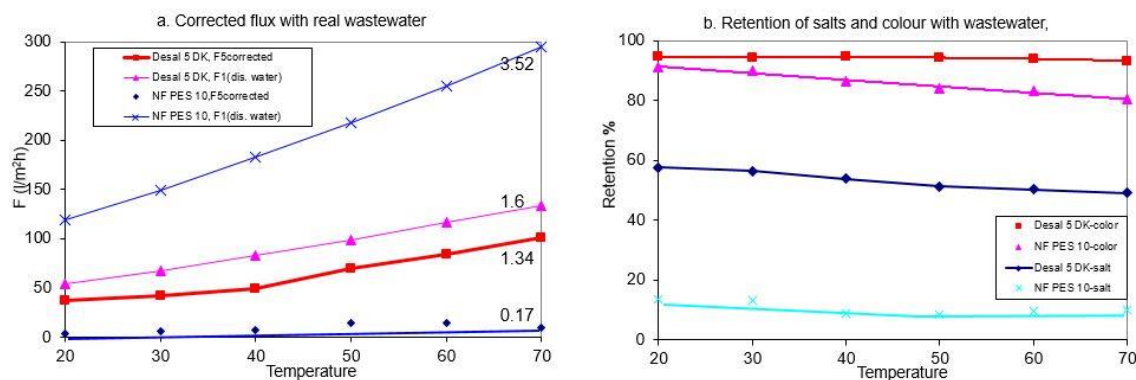 a. Corrected flux with real wastewater
300
250
200
150
100
50
0
F (l/m²h)
Desal 5 DK, F5corrected
Desal 5 DK, F1(dis. water)
NF PES 10,F5corrected
NF PES 10, F1(dis. water)
3.52
1.6
1.34
0.17
20 30 40 50 60 70
Temperature
b. Retention of salts and colour with wastewater,
100
80
60
40
20
0
Retention %
Desal 5 DK-color
NF PES 10-color
Desal 5 DK-salt
NF PES 10-salt
20 30 40 50 60 70
Temperature